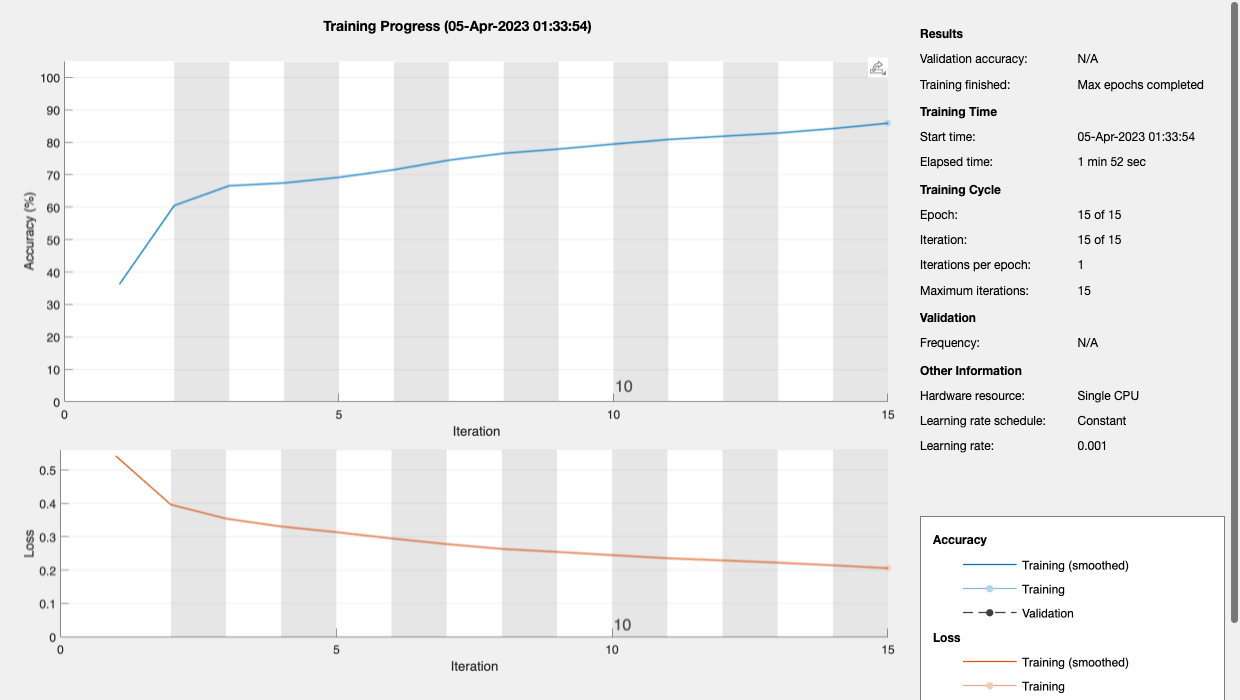 Training Progress (05-Apr-2023 01:33:54)
Accuracy (%)
100
90
80
70
60
50
40
30
20
10
0
10
0 5 10 15
Iteration
Loss
0.5
0.4
0.3
0.2
0.1
0
10
0 5 10 15
Iteration
Results
Validation accuracy: N/A
Training finished: Max epochs completed
Training Time
Start time: 05-Apr-2023 01:33:54
Elapsed time: 1 min 52 sec
Training Cycle
Epoch: 15 of 15
Iteration: 15 of 15
Iterations per epoch: 1
Maximum iterations: 15
Validation
Frequency: N/A
Other Information
Hardware resource: Single CPU
Learning rate schedule: Constant
Learning rate: 0.001
Accuracy
Training (smoothed)
Training
Validation
Loss
Training (smoothed)
Training